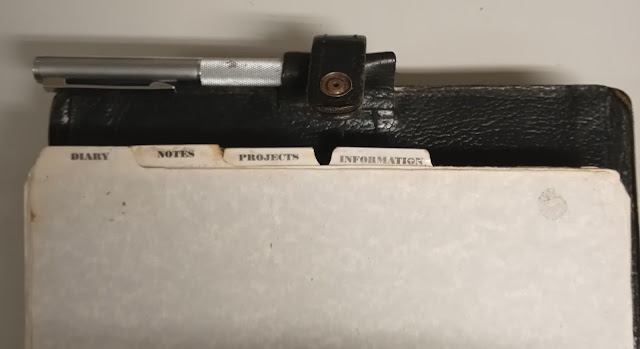 DIARY
NOTES
PROJECTS
INFORMATION